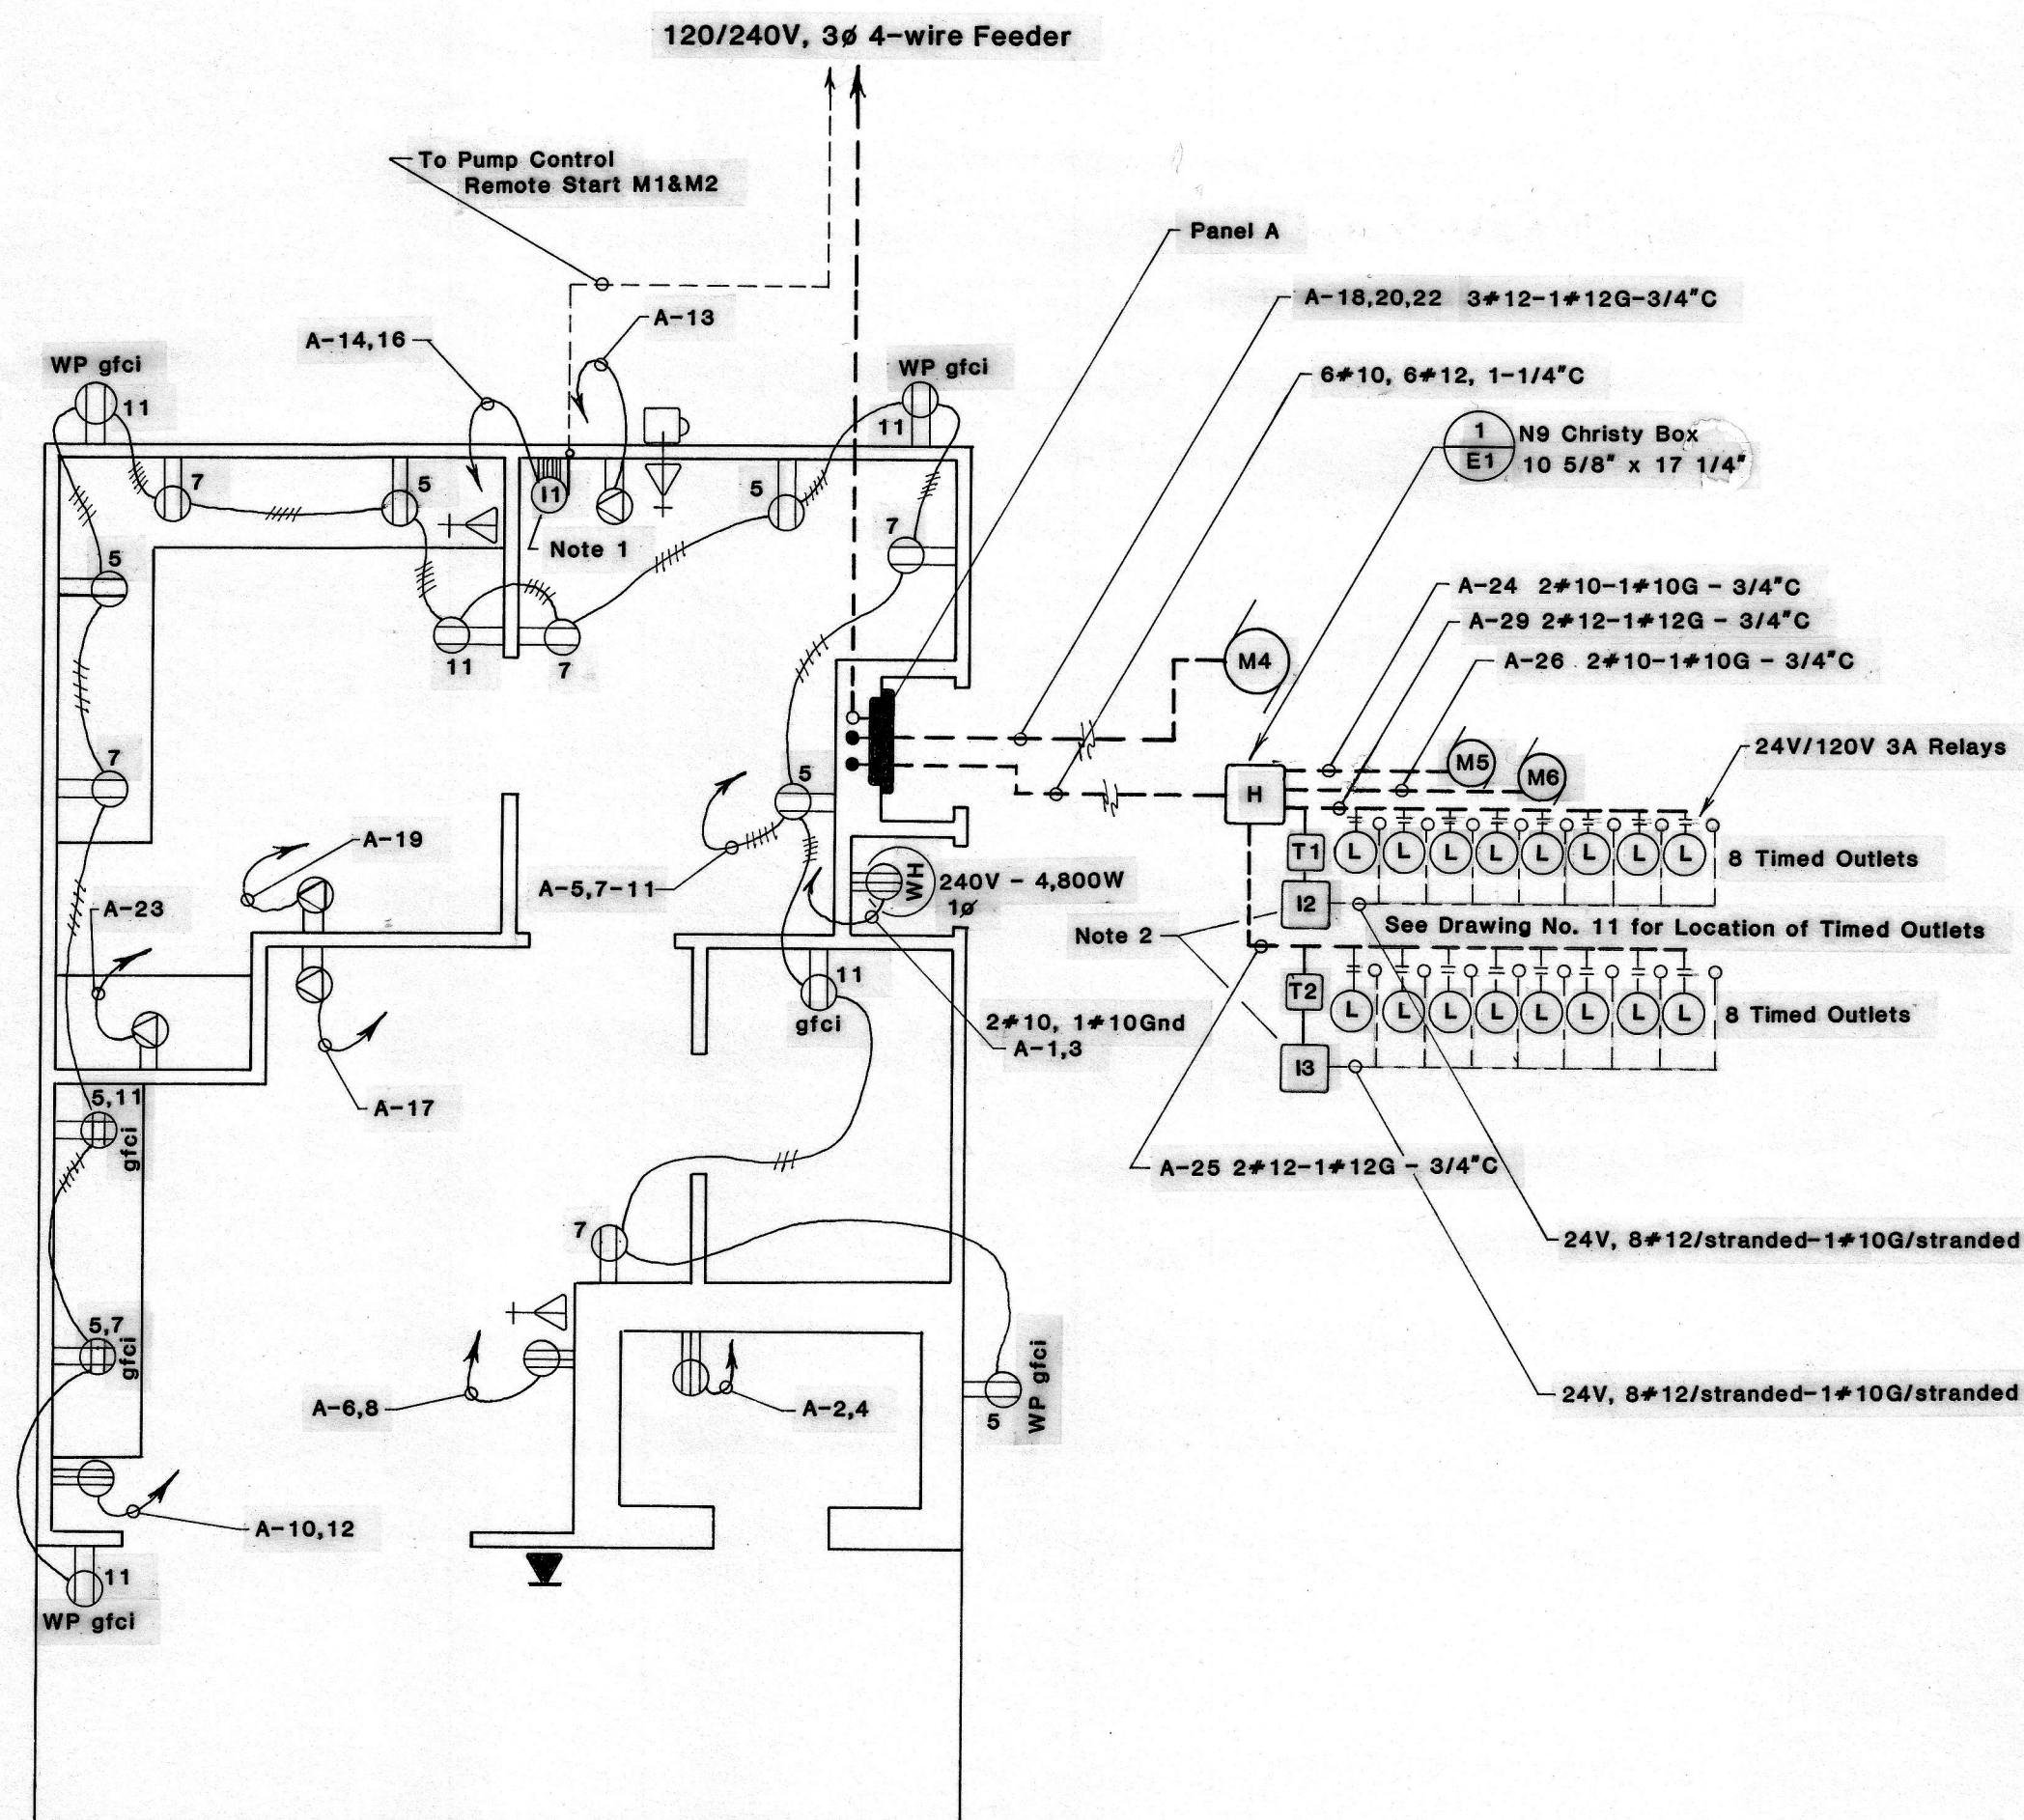 120/240V, 3ø 4-wire Feeder
To Pump Control
Remote Start M1&M2
Panel A
A-18,20,22 3#12-1#12G-3/4"C
A-13
A-14,16
WP gfci
11
WP gfci
11
6#10, 6#12, 1-1/4"C
1
E1
N9 Christy Box
10 5/8" x 17 1/4"
7
5
I1
5
7
Note 1
5
11
7
A-24 2#10-1#10G - 3/4"C
A-29 2#12-1#12G - 3/4"C
A-26 2#10-1#10G - 3/4"C
M4
M5
M6
24V/120V 3A Relays
7
5
H
A-19
A-5,7-11
WH
240V - 4,800W
1ø
T1
L L L L L L L L
8 Timed Outlets
A-23
I2
See Drawing No. 11 for Location of Timed Outlets
Note 2
11
gfci
T2
L L L L L L L L
8 Timed Outlets
2#10, 1#10Gnd
A-1,3
I3
5,11
gfci
A-17
A-25 2#12-1#12G - 3/4"C
7
24V, 8#12/stranded-1#10G/stranded
5,7
gfci
A-6,8
A-2,4
5
WP gfci
24V, 8#12/stranded-1#10G/stranded
A-10,12
11
WP gfci